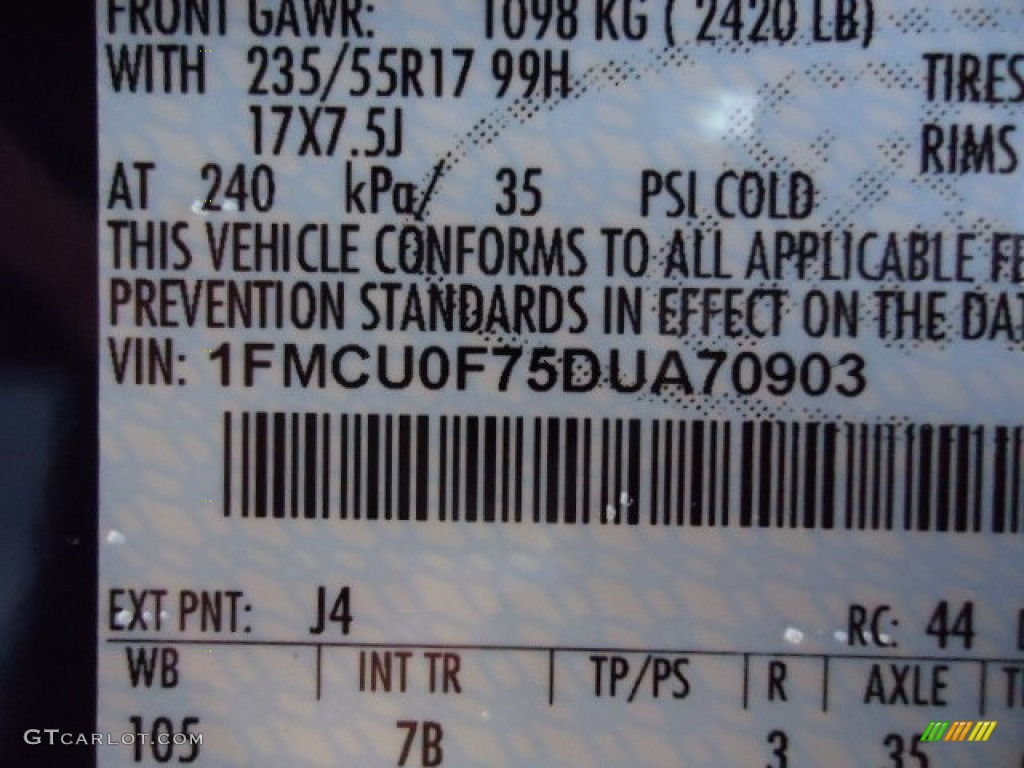 FRONT GAWR: 1098 KG ( 2420 LB)
WITH 235/55R17 99H TIRES
17X7.5J RIMS
AT 240 kPa/ 35 PSI COLD
THIS VEHICLE CONFORMS TO ALL APPLICABLE FE
PREVENTION STANDARDS IN EFFECT ON THE DAT
VIN: 1FMCU0F75DUA70903
EXT PNT: J4 RC: 44
WB INT TR TP/PS R AXLE T
105 7B 3 35
GTCARLOT.COM